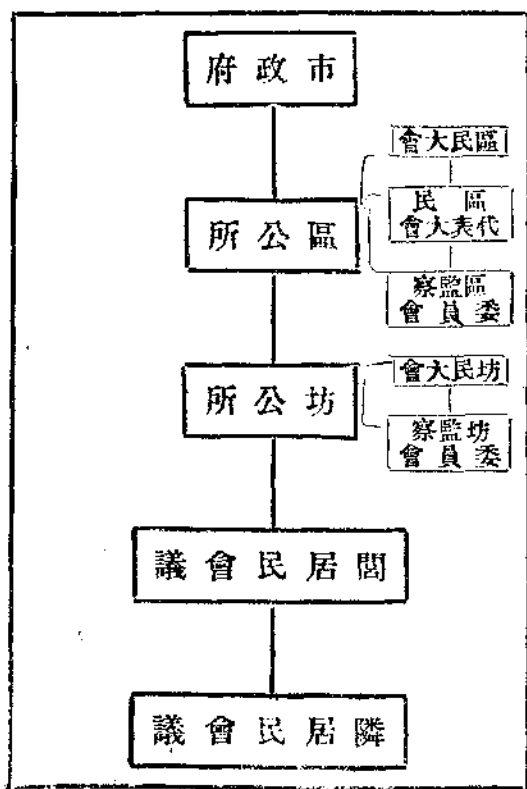 市政府
區公所
區民大會
區民
代表大會
區監察
委員會
坊公所
坊民大會
坊監察
委員會
閭居民會議
隣居民會議